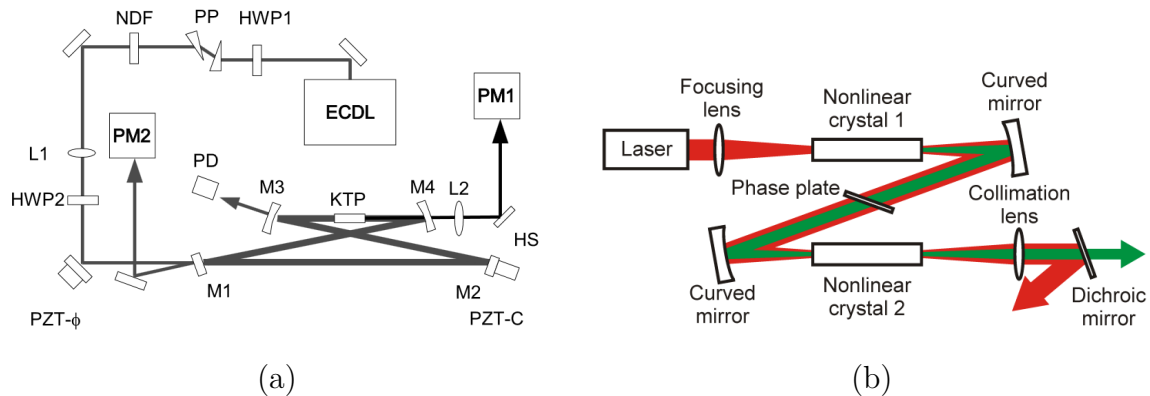 NDF
PP
HWP1
ECDL
PM1
PM2
L1
HWP2
PD
M3
KTP
M4
L2
HS
M1
M2
PZT-ϕ
PZT-C
(a)
Focusing
lens
Nonlinear
crystal 1
Curved
mirror
Laser
Phase plate
Collimation
lens
Curved
mirror
Nonlinear
crystal 2
Dichroic
mirror
(b)